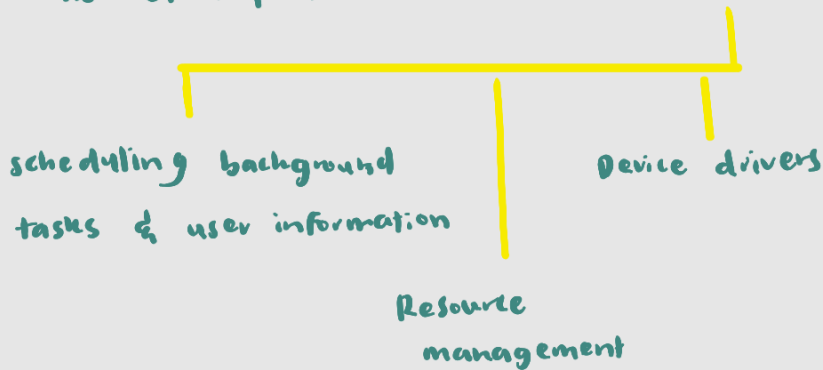 scheduling background
tasks & user information
Device drivers
Resource
management